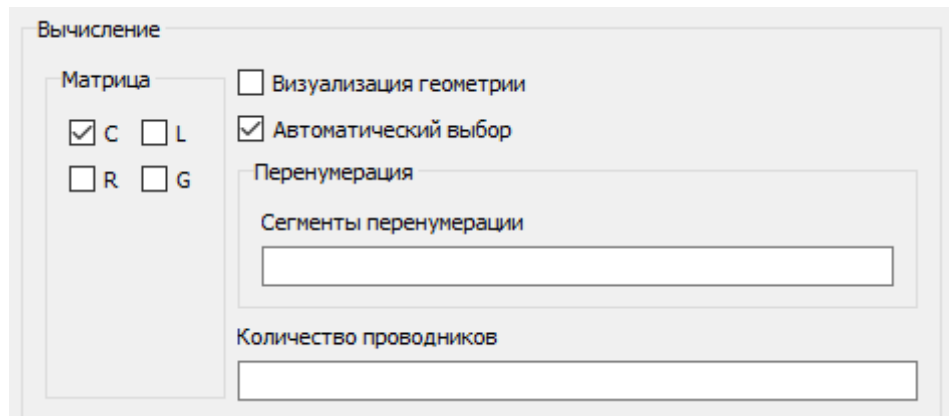 Вычисление
Матрица
C L
R G
Визуализация геометрии
Автоматический выбор
Перенумерация
Сегменты перенумерации
Количество проводников